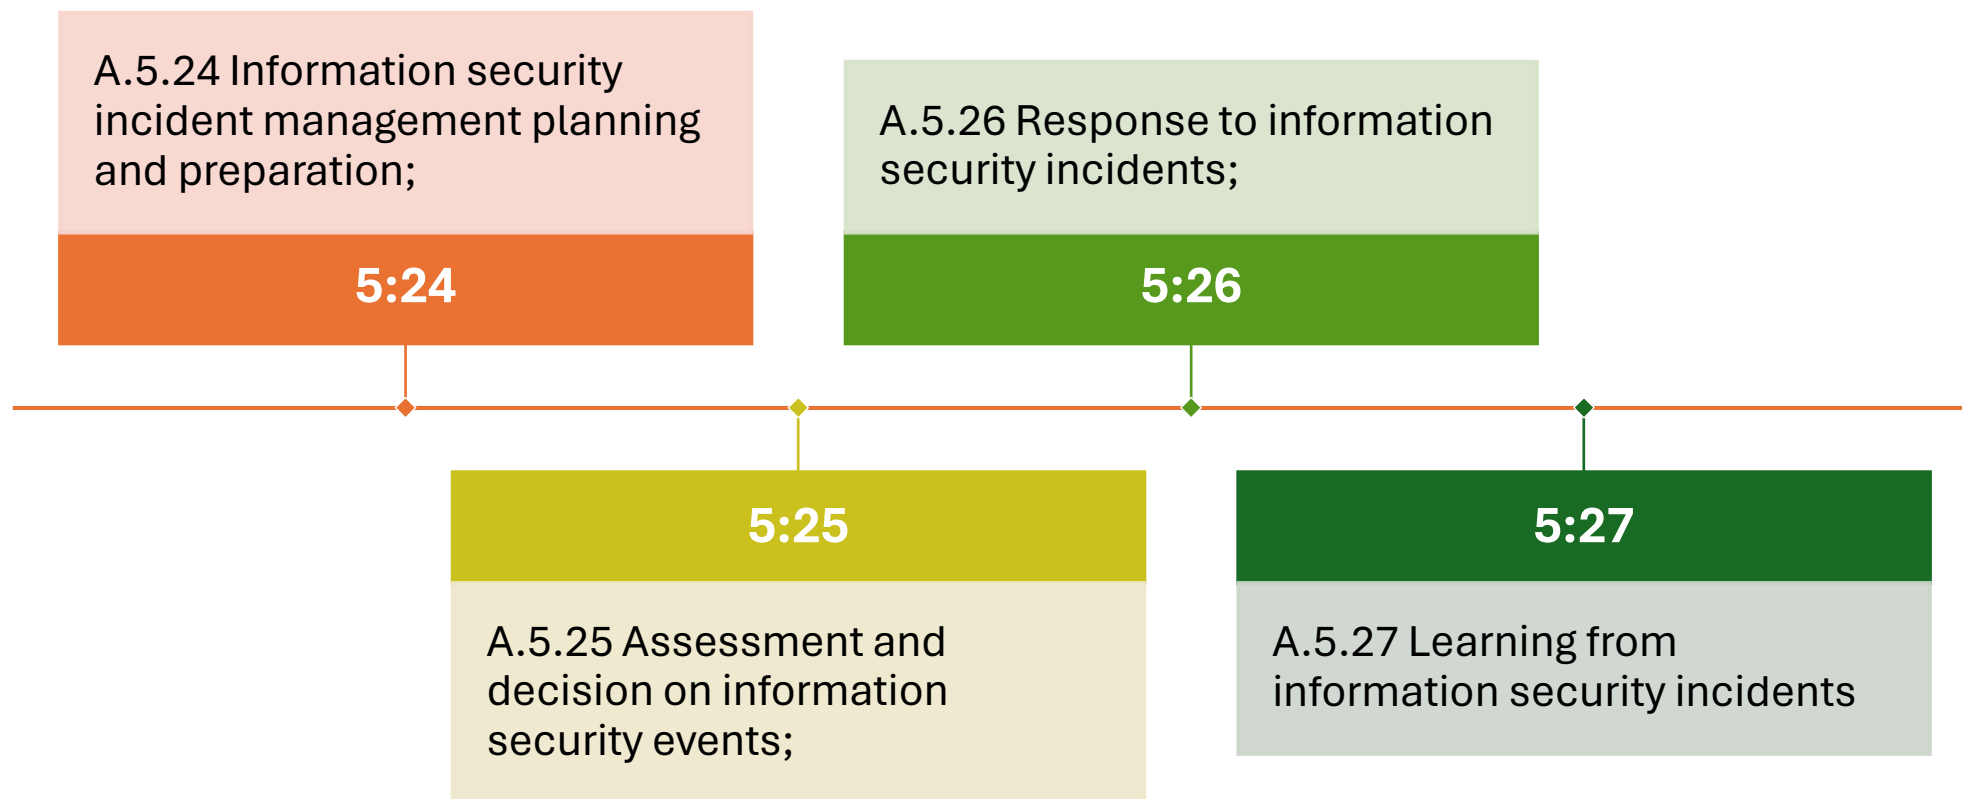 A.5.24 Information security
incident management planning
and preparation;
5:24
A.5.26 Response to information
security incidents;
5:26
5:25
A.5.25 Assessment and
decision on information
security events;
5:27
A.5.27 Learning from
information security incidents